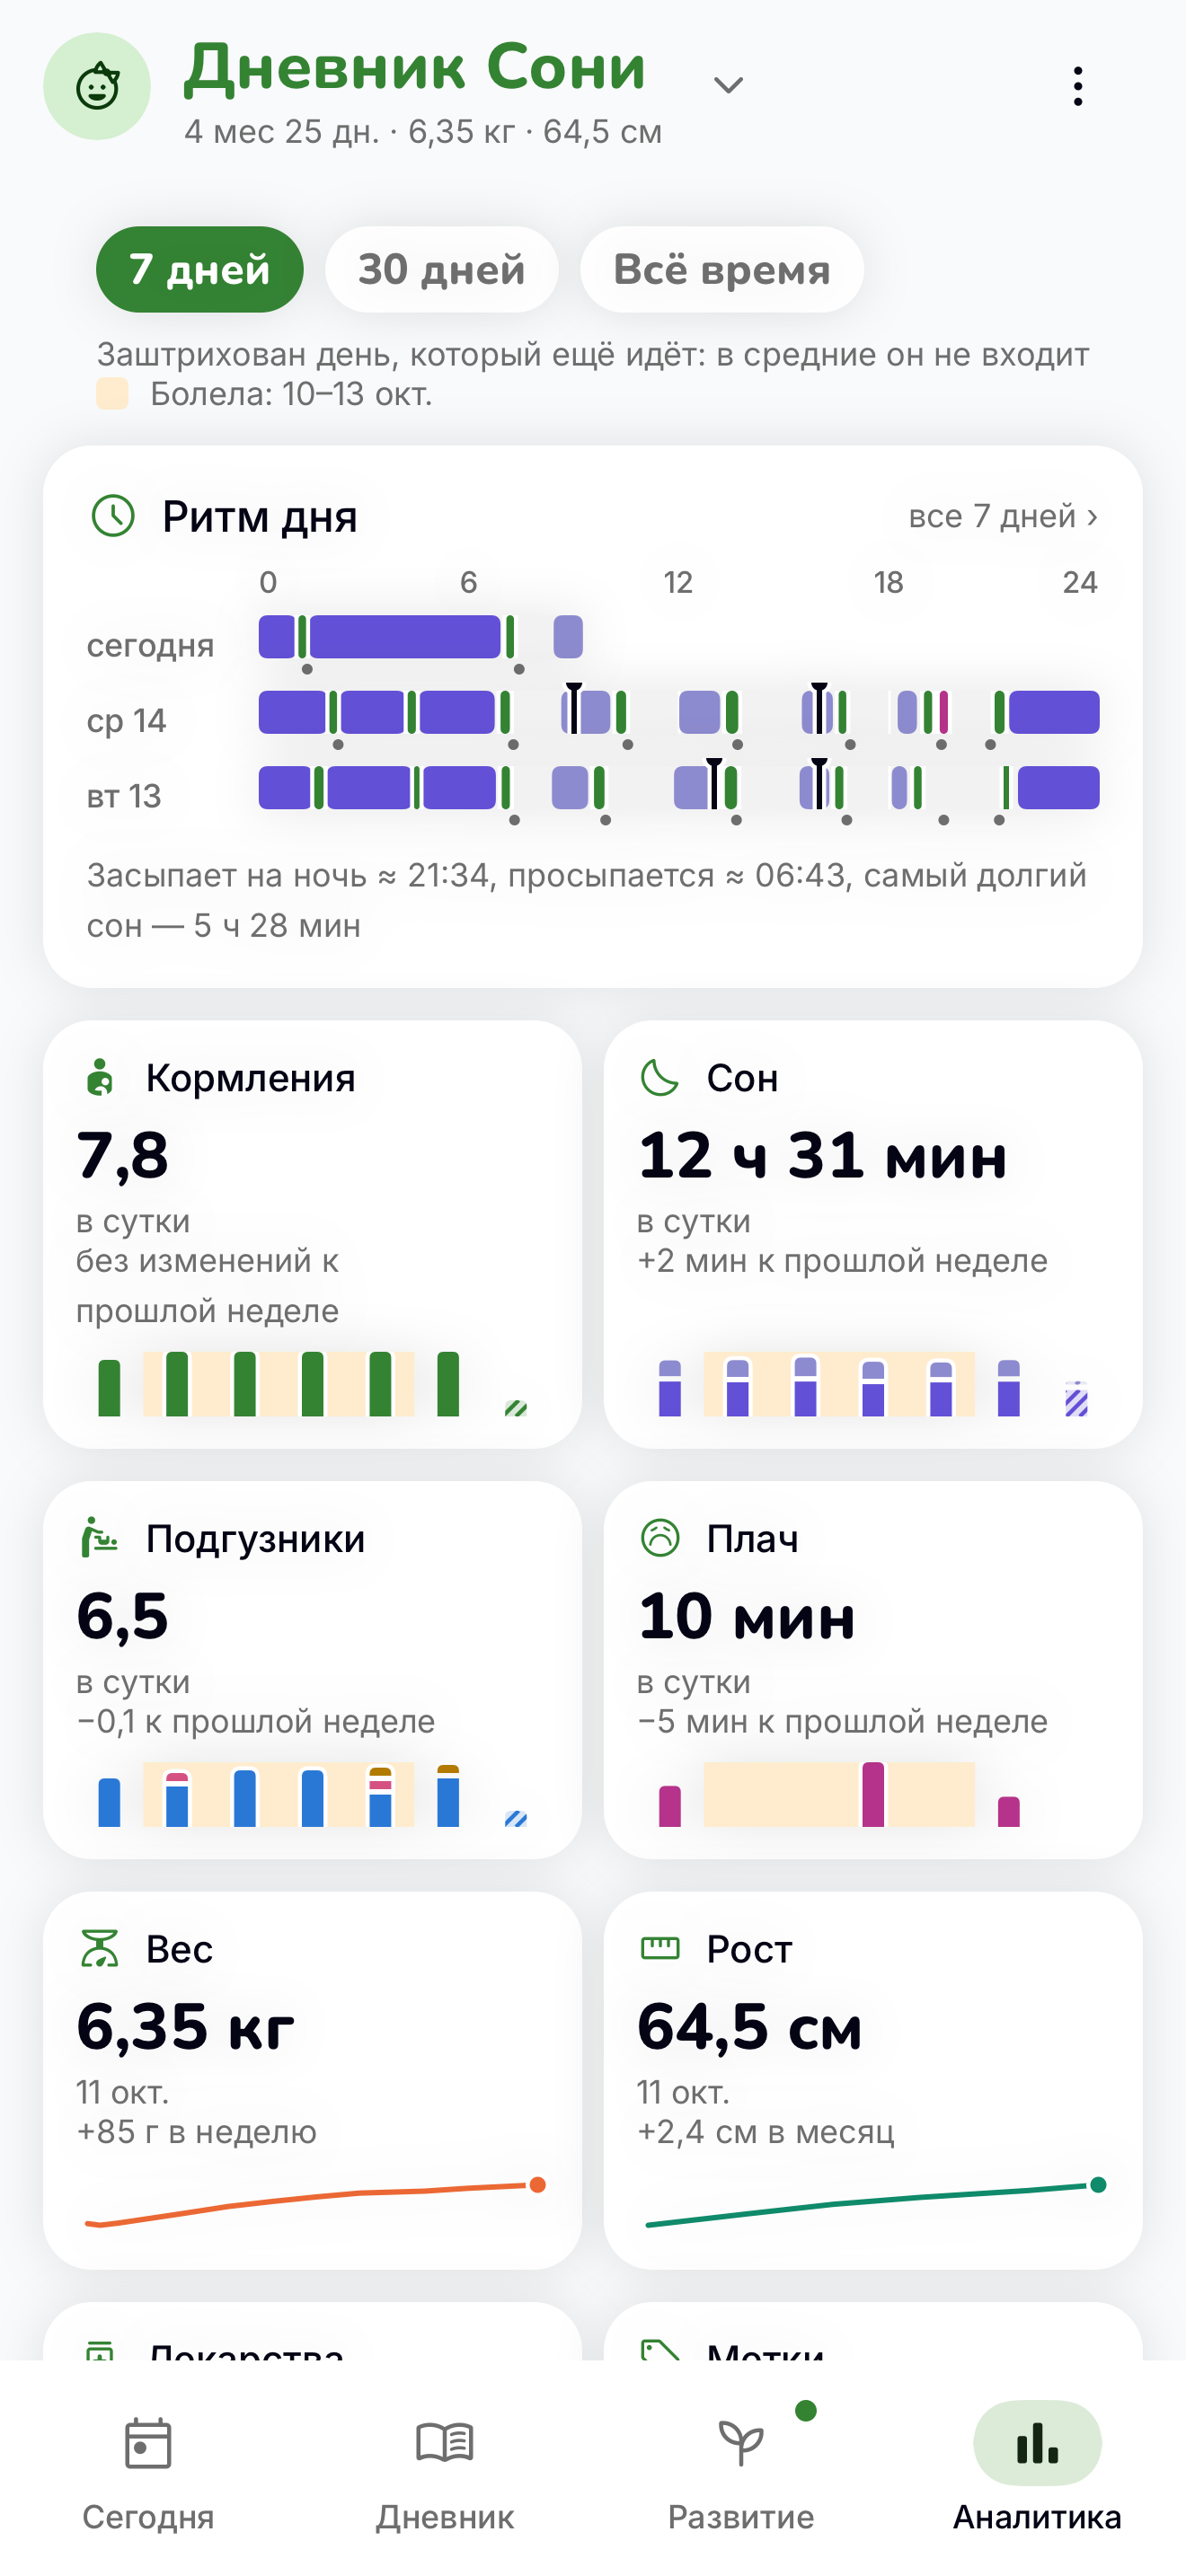 Дневник Сони
4 мес 25 дн. · 6,35 кг · 64,5 см
7 дней
30 дней
Всё время
Заштрихован день, который ещё идёт: в средние он не входит
Болела: 10–13 окт.
Ритм дня
все 7 дней ›
0 6 12 18 24
сегодня
ср 14
вт 13
Засыпает на ночь ≈ 21:34, просыпается ≈ 06:43, самый долгий
сон — 5 ч 28 мин
Кормления
7,8
в сутки
без изменений к
прошлой неделе
Сон
12 ч 31 мин
в сутки
+2 мин к прошлой неделе
Подгузники
6,5
в сутки
−0,1 к прошлой неделе
Плач
10 мин
в сутки
−5 мин к прошлой неделе
Вес
6,35 кг
11 окт.
+85 г в неделю
Рост
64,5 см
11 окт.
+2,4 см в месяц
Лекарства
Метки
Сегодня
Дневник
Развитие
Аналитика